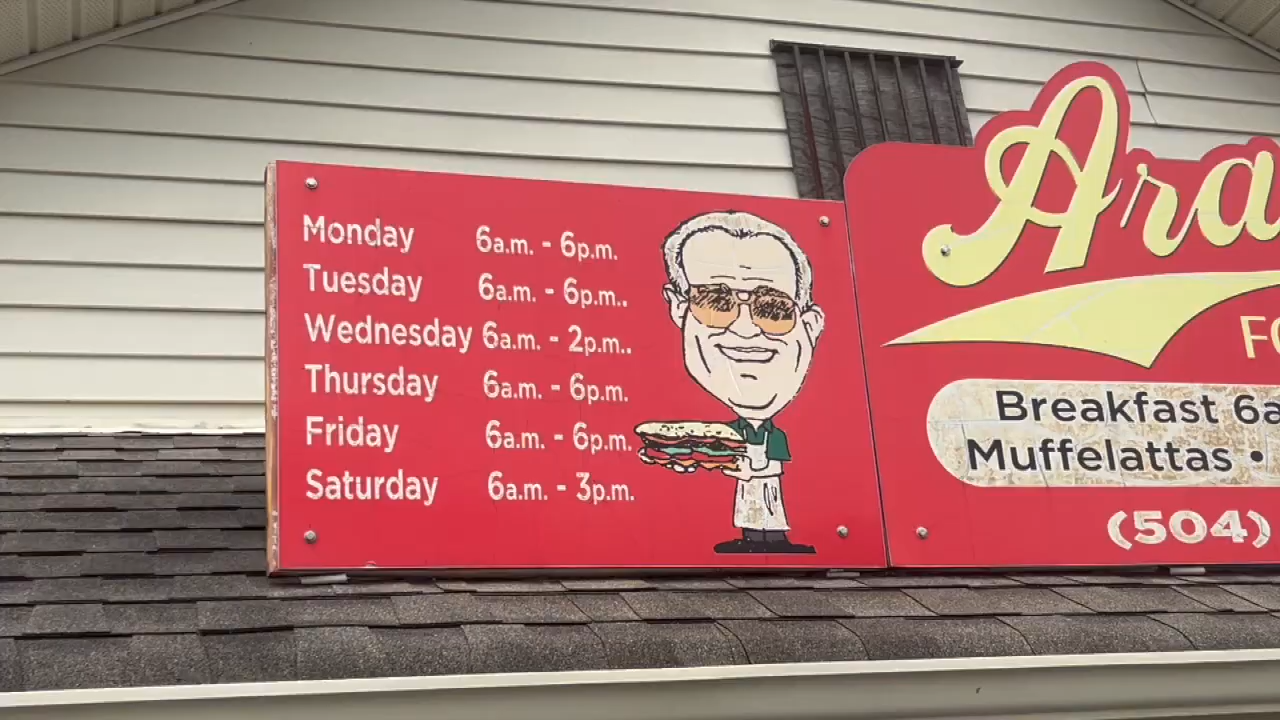 Monday 6a.m. - 6p.m.
Tuesday 6a.m. - 6p.m..
Wednesday 6a.m. - 2p.m..
Thursday 6a.m. - 6p.m.
Friday 6a.m. - 6p.m.
Saturday 6a.m. - 3p.m.
Ara
Breakfast 6a
Muffelattas •
(504)